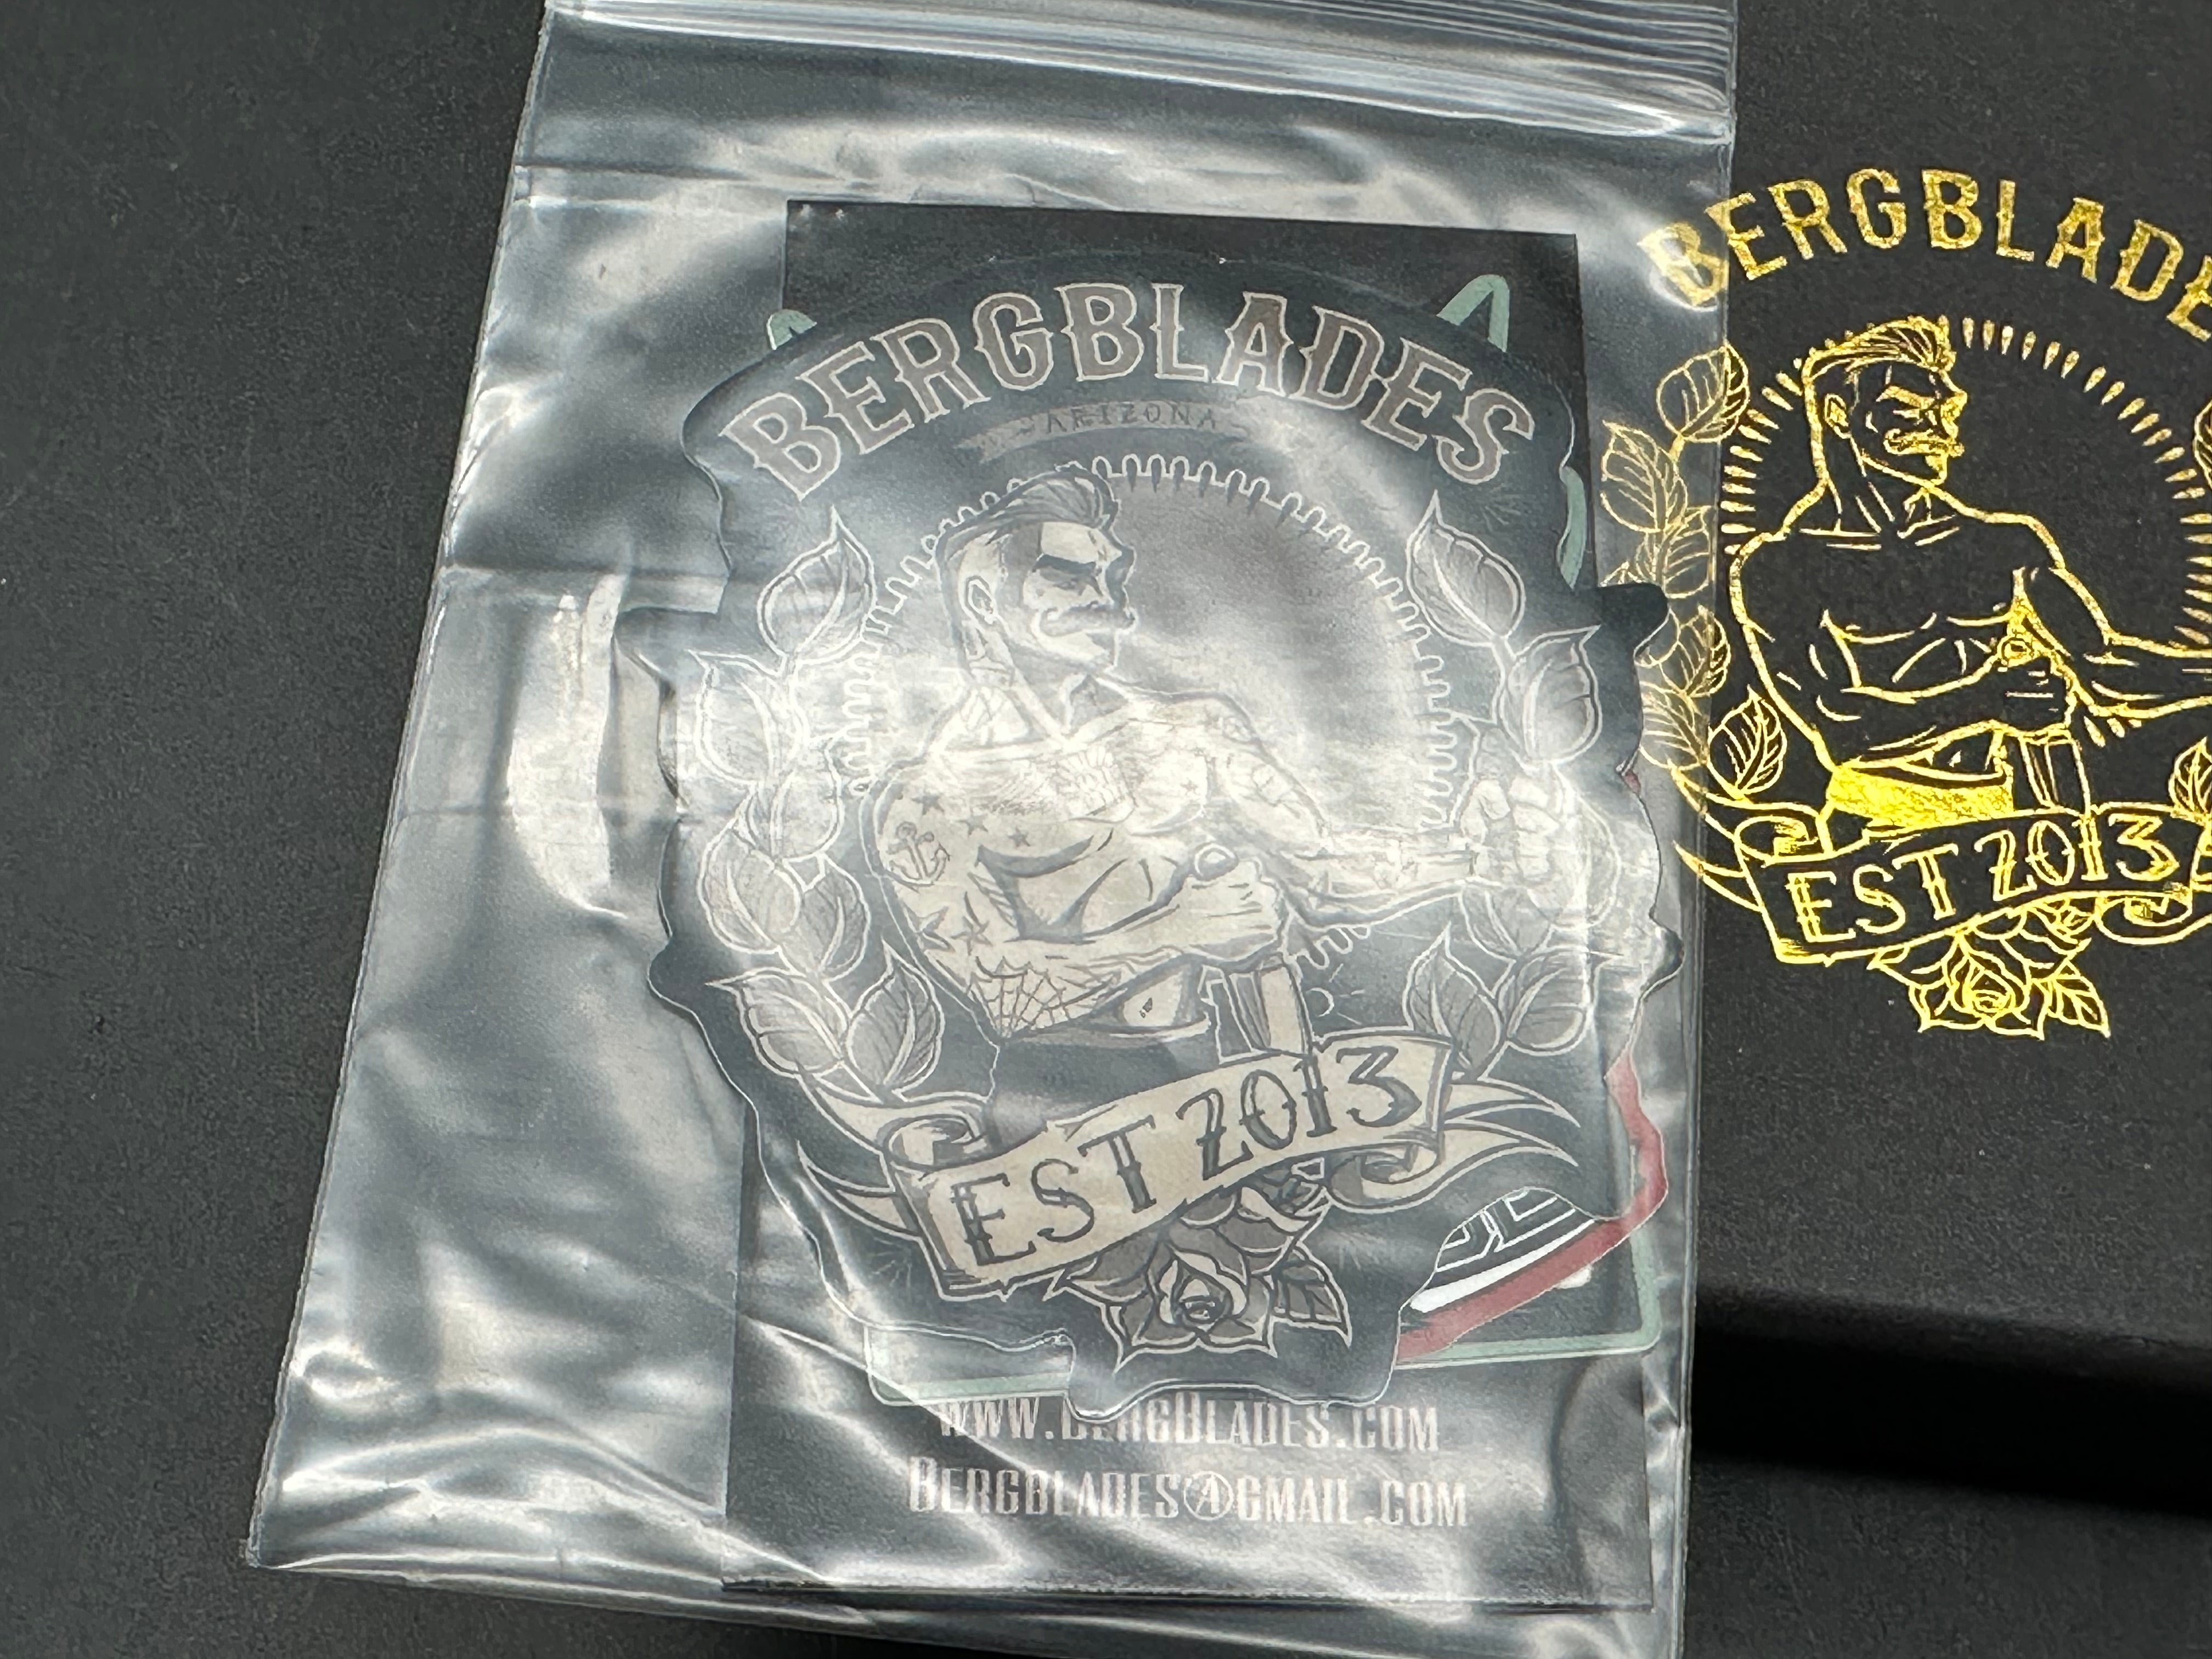 BERGBLADES
ARIZONA
EST 2013
www.BergBlades.com
Bergblades@gmail.com
BERGBLADES
EST 2013